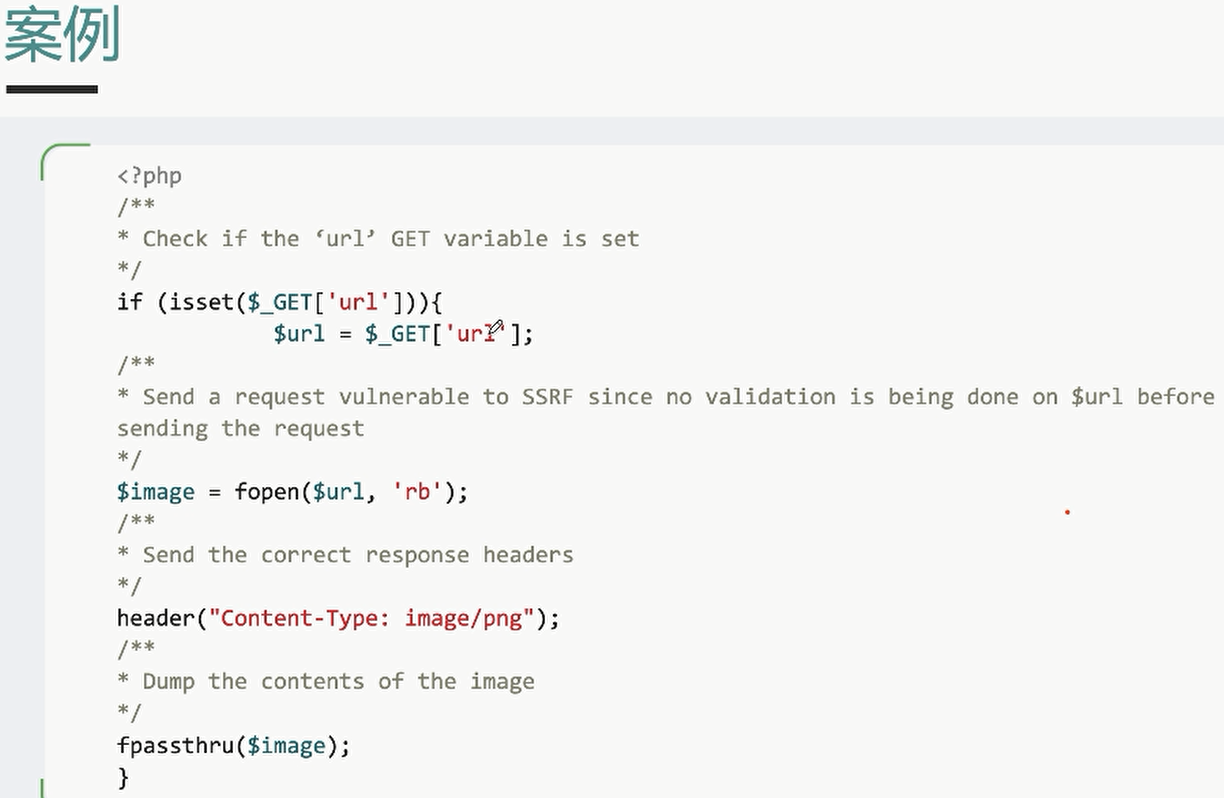 案例
<?php
/**
* Check if the ‘url’ GET variable is set
*/
if (isset($_GET['url'])){
$url = $_GET['url'];
/**
* Send a request vulnerable to SSRF since no validation is being done on $url before
sending the request
*/
$image = fopen($url, 'rb');
/**
* Send the correct response headers
*/
header("Content-Type: image/png");
/**
* Dump the contents of the image
*/
fpassthru($image);
}